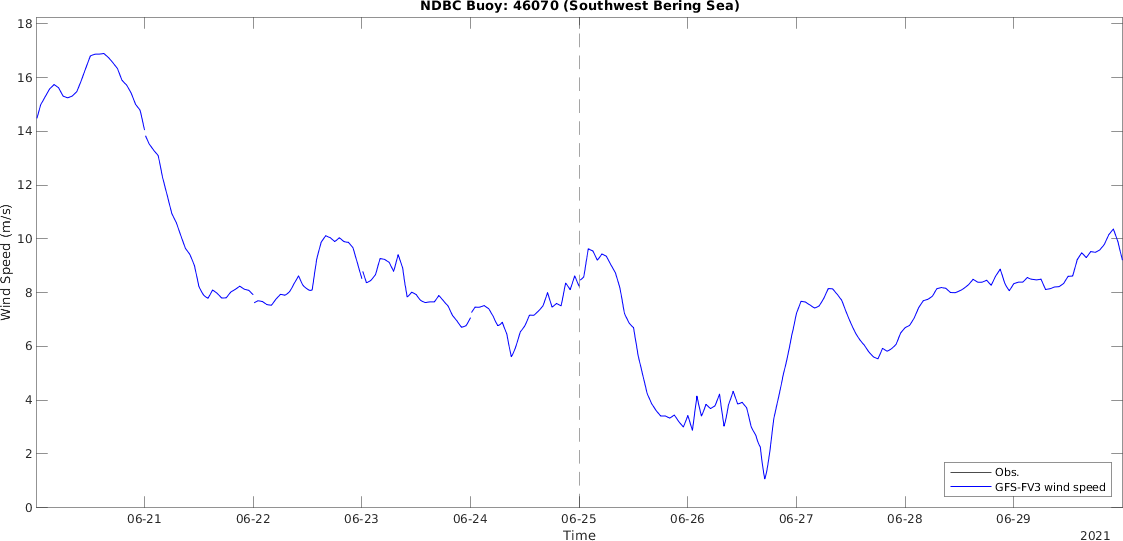 NDBC Buoy: 46070 (Southwest Bering Sea)
18
16
14
12
10
8
6
4
2
0
Wind Speed (m/s)
Obs.
GFS-FV3 wind speed
06-21 06-22 06-23 06-24 06-25 06-26 06-27 06-28 06-29
Time
2021